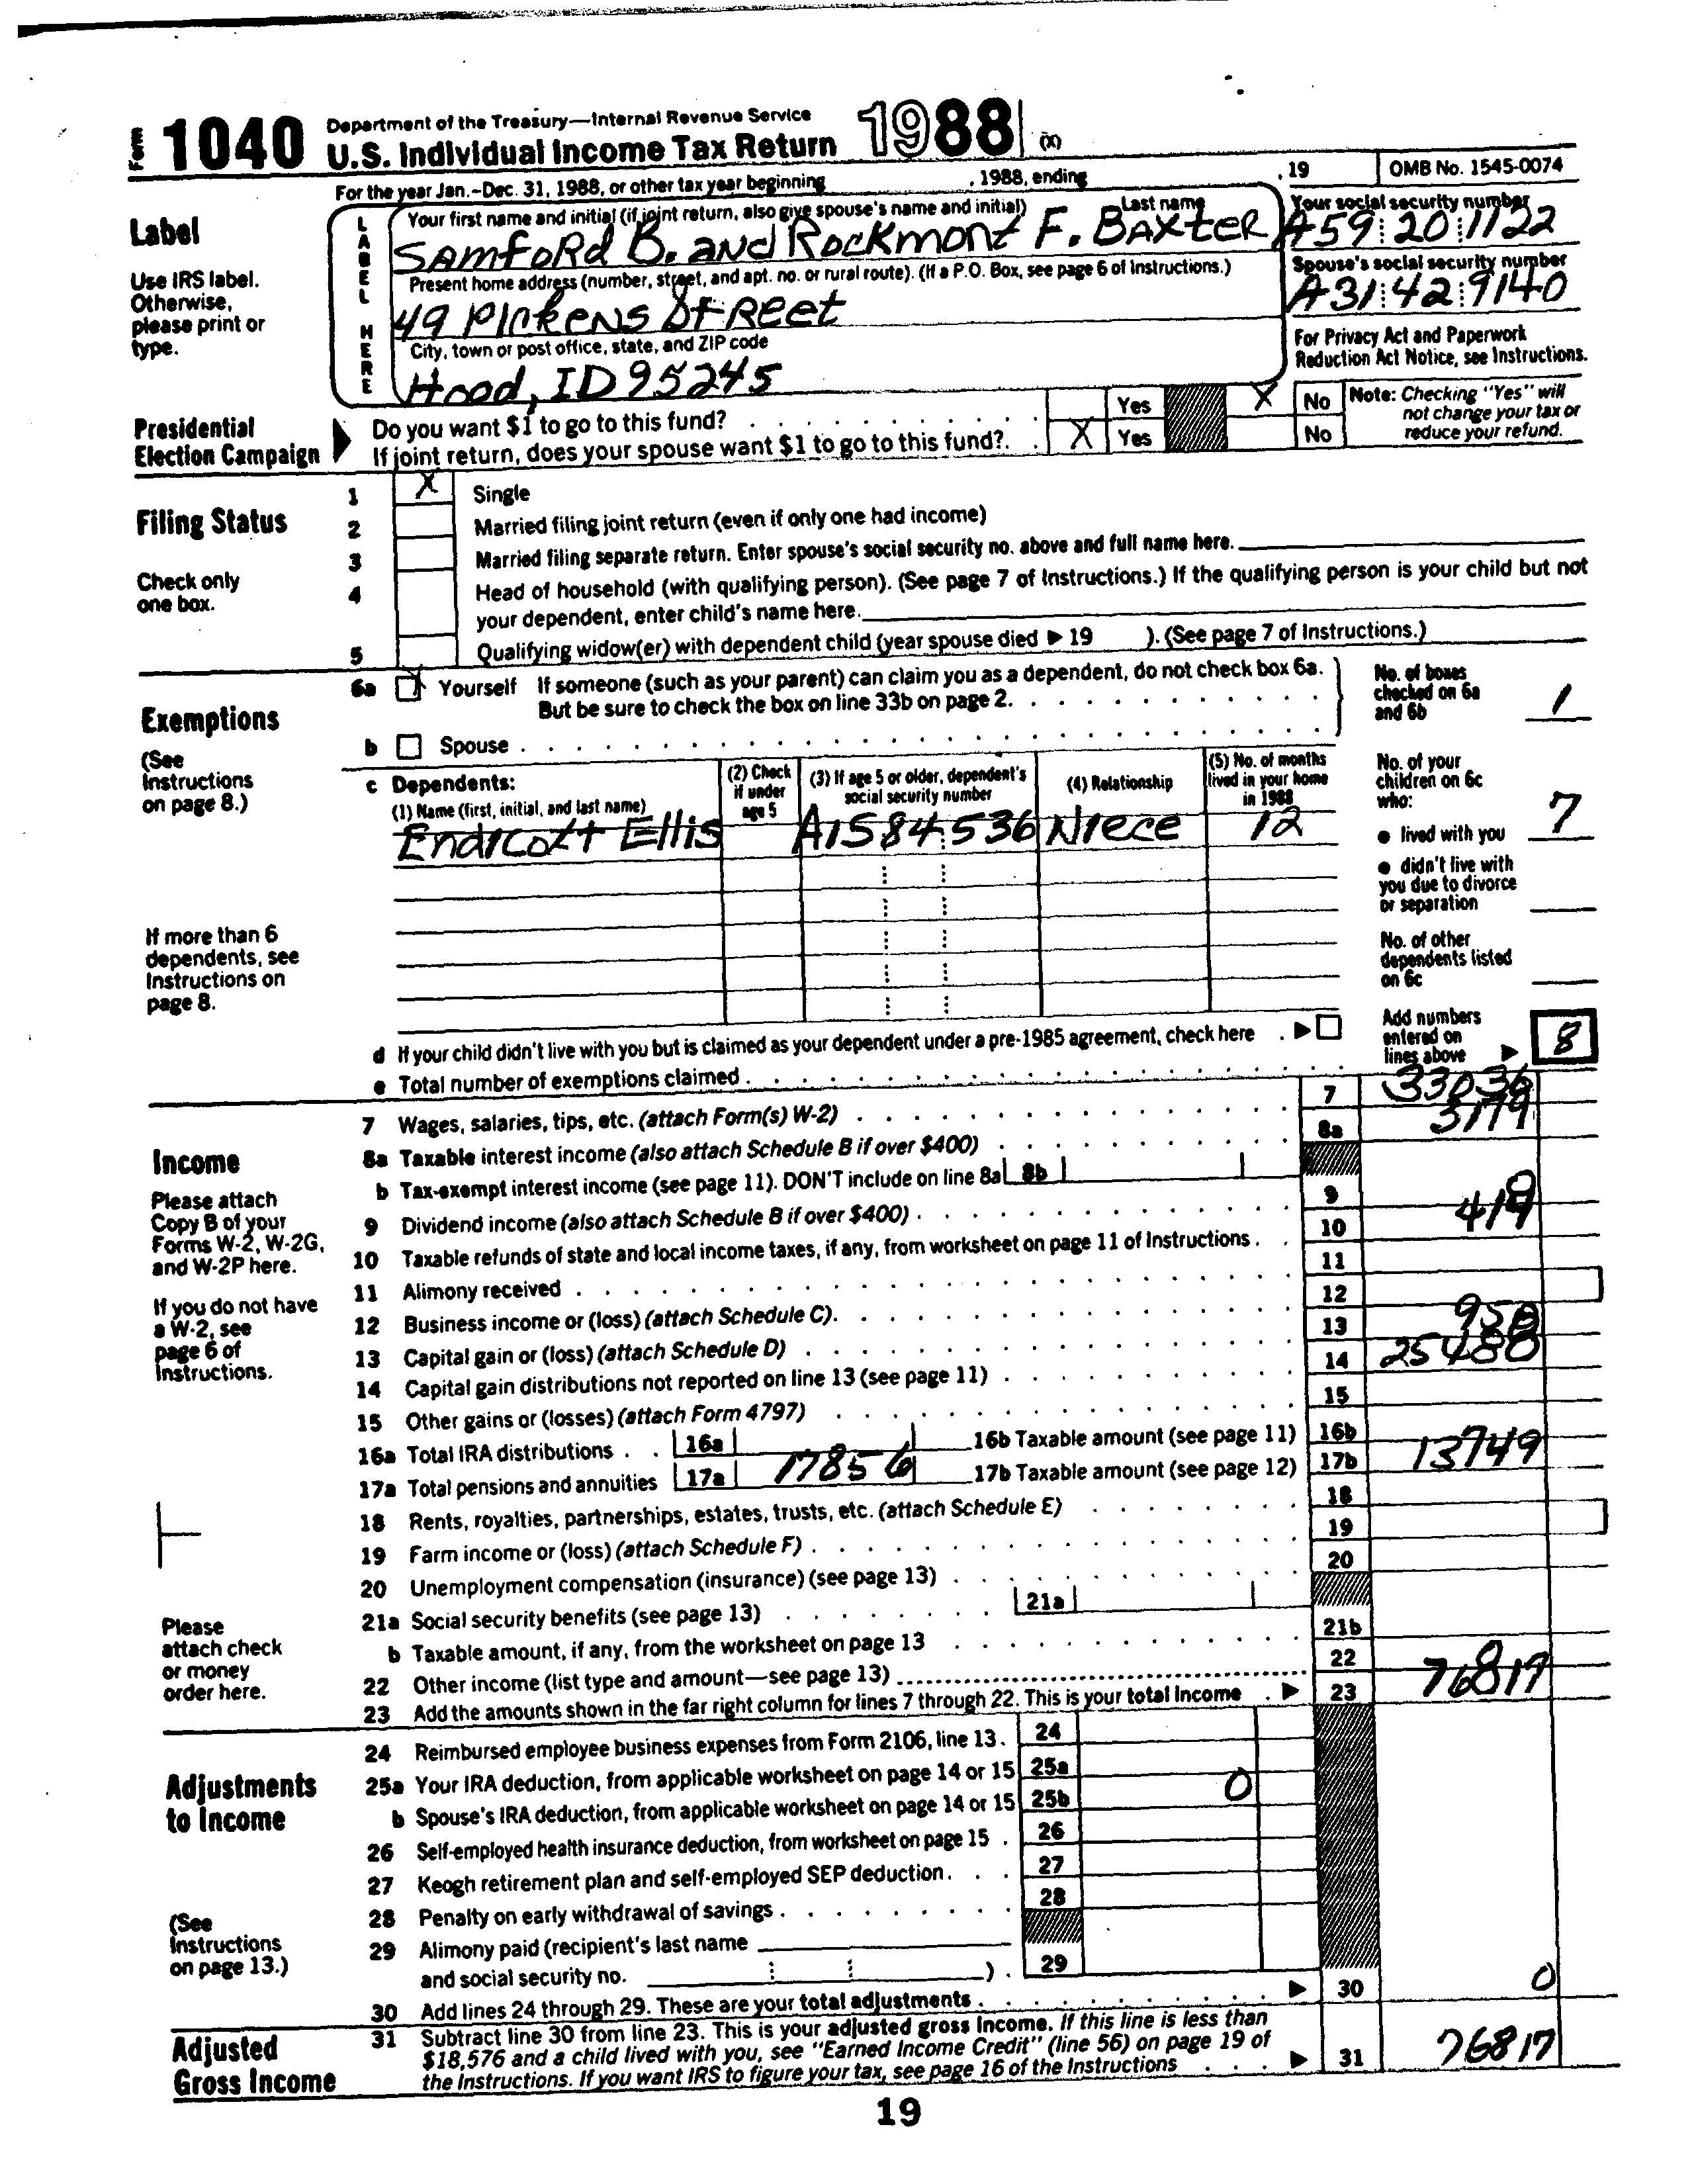 Form 1040 Department of the Treasury—Internal Revenue Service
U.S. Individual Income Tax Return 1988 (X)
For the year Jan.-Dec. 31, 1988, or other tax year beginning , 1988, ending , 19 OMB No. 1545-0074
Label
Use IRS label.
Otherwise,
please print or
type.
LABEL HERE
Your first name and initial (if joint return, also give spouse's name and initial) Last name
Samford B. and Rockmont F. Baxter
Your social security number
A59 20 1122
Present home address (number, street, and apt. no. or rural route). (If a P.O. Box, see page 6 of Instructions.)
49 Pickens Street
Spouse's social security number
A31 42 9140
City, town or post office, state, and ZIP code
Hood, ID 95245
For Privacy Act and Paperwork
Reduction Act Notice, see Instructions.
Presidential
Election Campaign
Do you want $1 to go to this fund? . . . Yes X No
If joint return, does your spouse want $1 to go to this fund?. . X Yes No
Note: Checking "Yes" will
not change your tax or
reduce your refund.
Filing Status
Check only
one box.
1 X Single
2 Married filing joint return (even if only one had income)
3 Married filing separate return. Enter spouse's social security no. above and full name here.
4 Head of household (with qualifying person). (See page 7 of Instructions.) If the qualifying person is your child but not
your dependent, enter child's name here.
5 Qualifying widow(er) with dependent child (year spouse died ▶ 19 ). (See page 7 of Instructions.)
Exemptions
(See
Instructions
on page 8.)
6a X Yourself If someone (such as your parent) can claim you as a dependent, do not check box 6a.
But be sure to check the box on line 33b on page 2.
b Spouse
No. of boxes
checked on 6a
and 6b 1
c Dependents:
(1) Name (first, initial, and last name)
(2) Check
if under
age 5
(3) If age 5 or older, dependent's
social security number
(4) Relationship
(5) No. of months
lived in your home
in 1988
Endicott Ellis A1584 536 Niece 12
No. of your
children on 6c
who:
● lived with you 7
● didn't live with
you due to divorce
or separation
No. of other
dependents listed
on 6c
If more than 6
dependents, see
Instructions on
page 8.
d If your child didn't live with you but is claimed as your dependent under a pre-1985 agreement, check here . ▶
e Total number of exemptions claimed
Add numbers
entered on
lines above ▶ 8
Income
Please attach
Copy B of your
Forms W-2, W-2G,
and W-2P here.
If you do not have
a W-2, see
page 6 of
Instructions.
Please
attach check
or money
order here.
7 Wages, salaries, tips, etc. (attach Form(s) W-2) 7 33036
8a Taxable interest income (also attach Schedule B if over $400) 8a 3179
b Tax-exempt interest income (see page 11). DON'T include on line 8a 8b
9 Dividend income (also attach Schedule B if over $400) 9 0
10 Taxable refunds of state and local income taxes, if any, from worksheet on page 11 of Instructions. 10 419
11 Alimony received 11
12 Business income or (loss) (attach Schedule C). 12
13 Capital gain or (loss) (attach Schedule D) 13 950
14 Capital gain distributions not reported on line 13 (see page 11) 14 25480
15 Other gains or (losses) (attach Form 4797) 15
16a Total IRA distributions 16a 16b Taxable amount (see page 11) 16b
17a Total pensions and annuities 17a 17856 17b Taxable amount (see page 12) 17b 13749
18 Rents, royalties, partnerships, estates, trusts, etc. (attach Schedule E) 18
19 Farm income or (loss) (attach Schedule F) 19
20 Unemployment compensation (insurance) (see page 13) 20
21a Social security benefits (see page 13) 21a
b Taxable amount, if any, from the worksheet on page 13 21b
22 Other income (list type and amount—see page 13) 22
23 Add the amounts shown in the far right column for lines 7 through 22. This is your total income ▶ 23 76817
Adjustments
to Income
(See
Instructions
on page 13.)
24 Reimbursed employee business expenses from Form 2106, line 13. 24
25a Your IRA deduction, from applicable worksheet on page 14 or 15 25a 0
b Spouse's IRA deduction, from applicable worksheet on page 14 or 15 25b
26 Self-employed health insurance deduction, from worksheet on page 15 26
27 Keogh retirement plan and self-employed SEP deduction 27
28 Penalty on early withdrawal of savings 28
29 Alimony paid (recipient's last name
and social security no. ). 29
30 Add lines 24 through 29. These are your total adjustments ▶ 30 0
Adjusted
Gross Income
31 Subtract line 30 from line 23. This is your adjusted gross income. If this line is less than
$18,576 and a child lived with you, see "Earned Income Credit" (line 56) on page 19 of
the Instructions. If you want IRS to figure your tax, see page 16 of the Instructions ▶ 31 76817
19